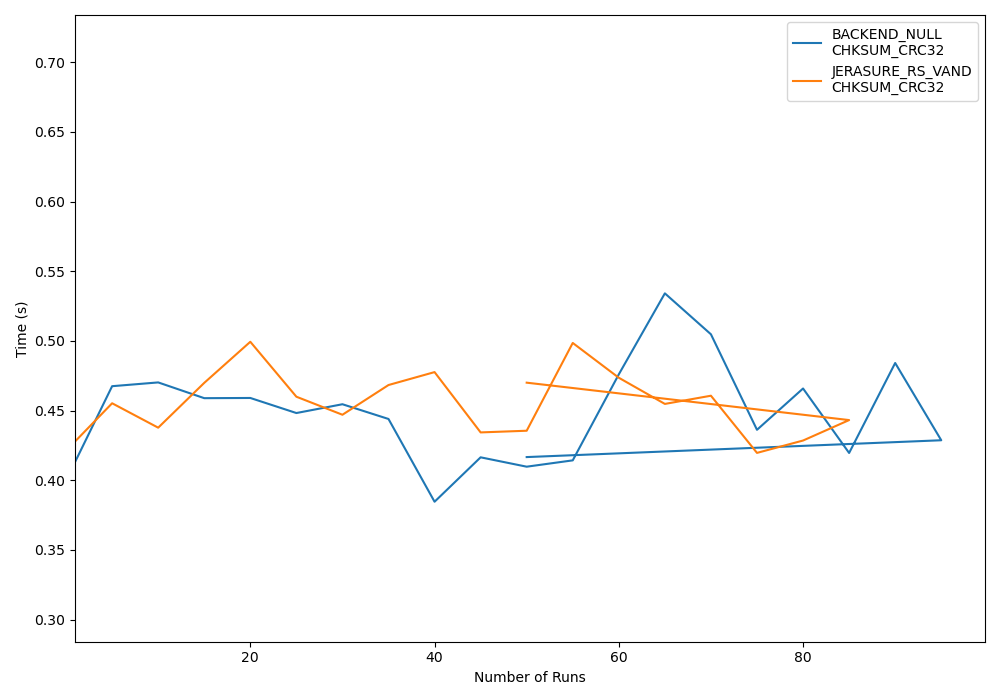 BACKEND_NULL
CHKSUM_CRC32
JERASURE_RS_VAND
CHKSUM_CRC32
0.70
0.65
0.60
0.55
0.50
0.45
0.40
0.35
0.30
Time (s)
20 40 60 80
Number of Runs